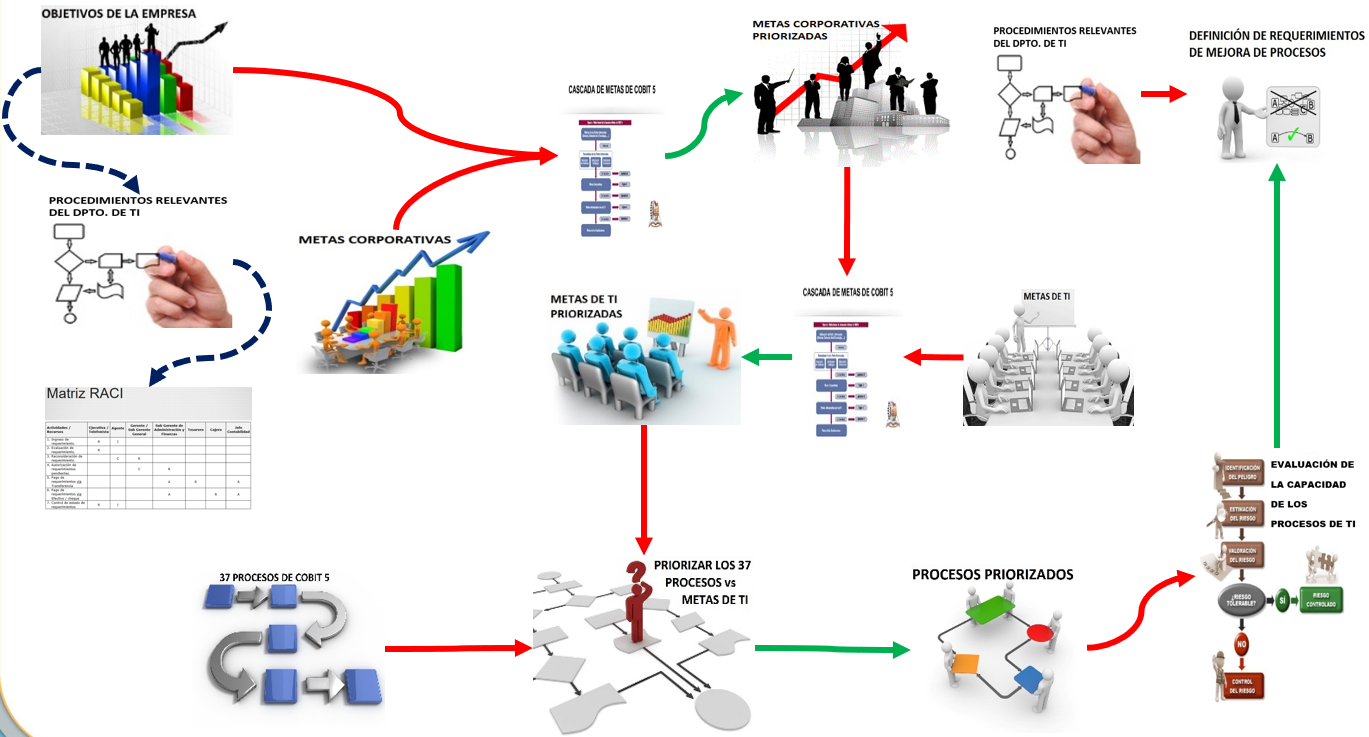 OBJETIVOS DE LA EMPRESA
METAS CORPORATIVAS
PRIORIZADAS
PROCEDIMIENTOS RELEVANTES
DEL DPTO. DE TI
DEFINICIÓN DE REQUERIMIENTOS
DE MEJORA DE PROCESOS
A
B
A
B
CASCADA DE METAS DE COBIT 5
PROCEDIMIENTOS RELEVANTES
DEL DPTO. DE TI
METAS CORPORATIVAS
METAS DE TI
PRIORIZADAS
CASCADA DE METAS DE COBIT 5
METAS DE TI
Matriz RACI
Actividades /
Recursos
Ejecutiva /
Telefonista
Agente
Gerente /
Sub Gerente
General
Sub Gerente de
Administración y
Finanzas
Tesorero
Cajero
Jefe
Contabilidad
1. Ingreso de
requerimiento.
2. Evaluación de
requerimiento.
3. Reconsideración de
requerimiento.
4. Autorización de
requerimientos
pendientes.
5. Pago de
requerimientos vía
Transferencia
6. Pago de
requerimientos vía
Efectivo / cheque
7. Control de estado de
requerimientos
IDENTIFICACIÓN
DEL PELIGRO
EVALUACIÓN DE
LA CAPACIDAD
DE LOS
PROCESOS DE TI
ESTIMACIÓN
DEL RIESGO
VALORACIÓN
DEL RIESGO
¿RIESGO
TOLERABLE?
SÍ
RIESGO
CONTROLADO
NO
CONTROL
DEL RIESGO
37 PROCESOS DE COBIT 5
PRIORIZAR LOS 37
PROCESOS vs
METAS DE TI
?
PROCESOS PRIORIZADOS